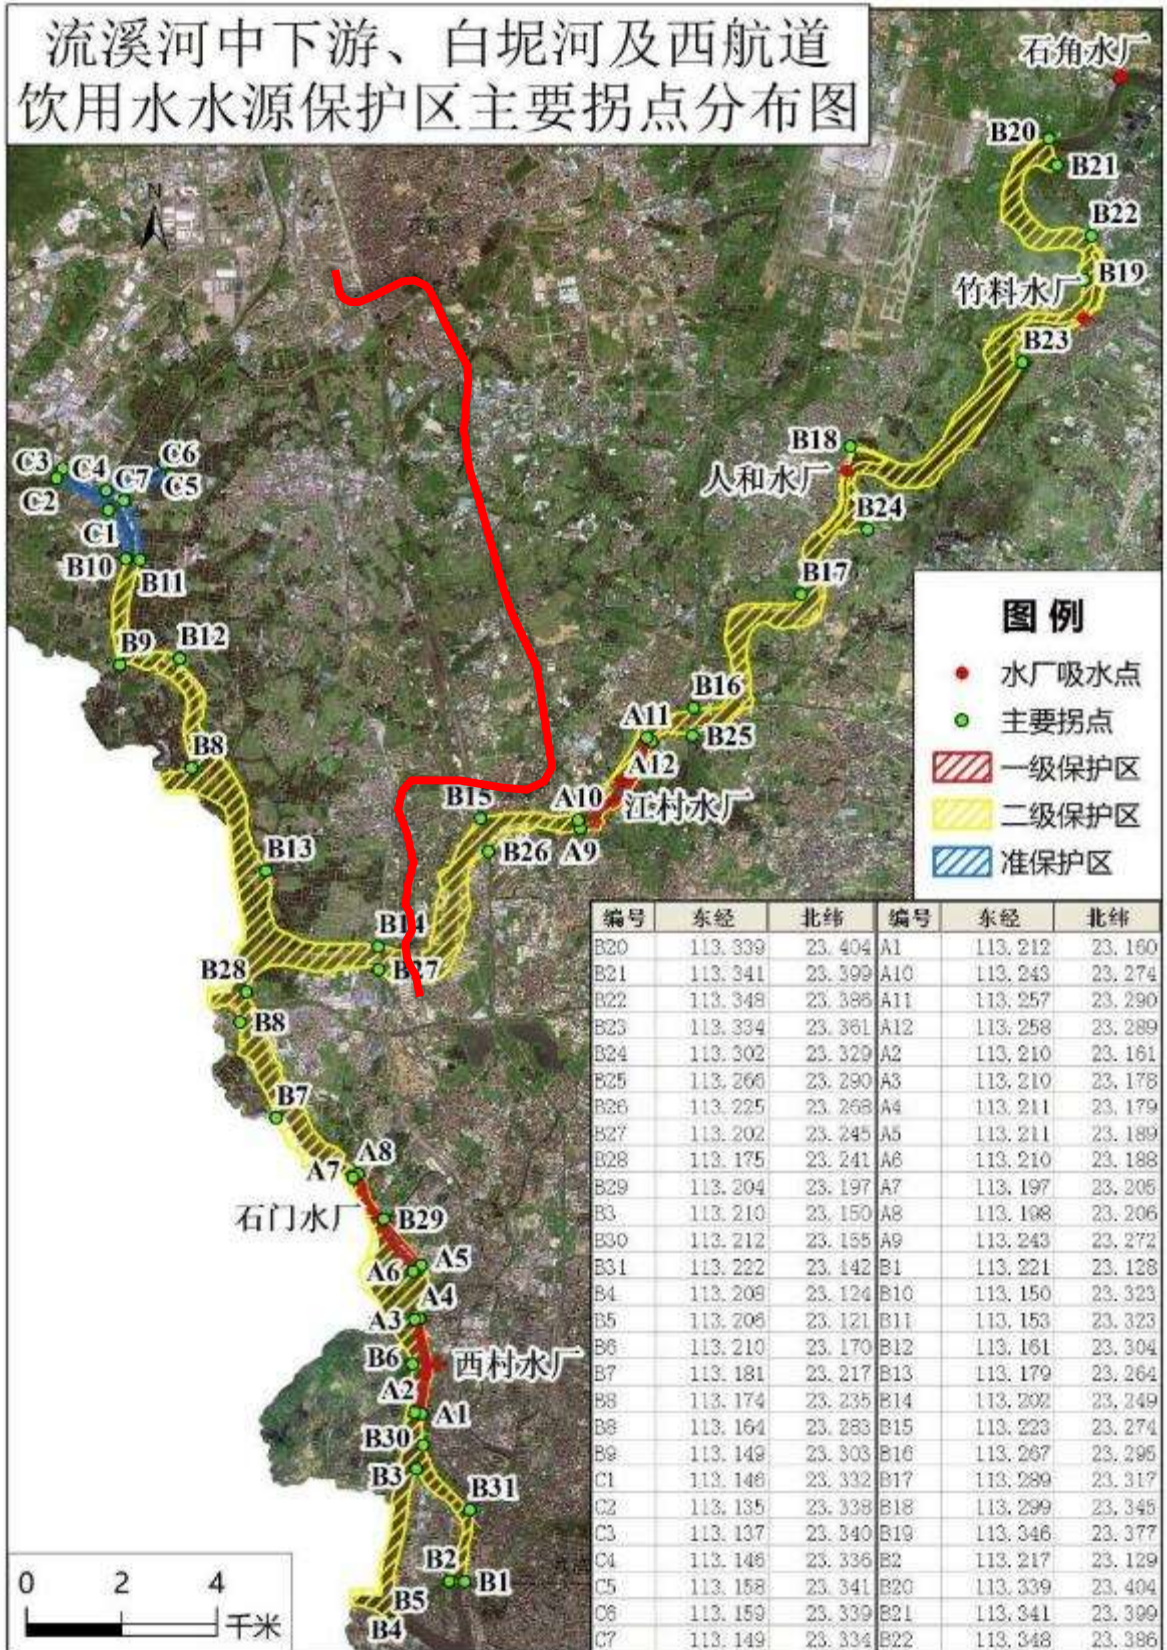 流溪河中下游、白坭河及西航道
饮用水水源保护区主要拐点分布图
石角水厂
B20
B21
N
B22
B19
竹料水厂
B23
B18
C6
C3
C4
C7
C5
人和水厂
C2
B24
C1
B10
B11
B17
B12
B9
B16
A11
B25
A12
B8
B15
A10
江村水厂
B13
B26
A9
B14
B27
B28
B8
B7
A8
A7
石门水厂
B29
A5
A6
A4
A3
B6
西村水厂
A2
A1
B30
B3
B31
B2
B1
B5
B4
0 2 4
千米
图 例
水厂吸水点
主要拐点
一级保护区
二级保护区
准保护区
编号 东经 北纬 编号 东经 北纬
B20 113.339 23.404 A1 113.212 23.160
B21 113.341 23.399 A10 113.243 23.274
B22 113.348 23.386 A11 113.257 23.290
B23 113.334 23.361 A12 113.258 23.289
B24 113.302 23.329 A2 113.210 23.161
B25 113.266 23.290 A3 113.210 23.178
B26 113.225 23.268 A4 113.211 23.179
B27 113.202 23.245 A5 113.211 23.189
B28 113.175 23.241 A6 113.210 23.188
B29 113.204 23.197 A7 113.197 23.205
B3 113.210 23.150 A8 113.198 23.206
B30 113.212 23.155 A9 113.243 23.272
B31 113.222 23.142 B1 113.221 23.128
B4 113.208 23.124 B10 113.150 23.323
B5 113.206 23.121 B11 113.153 23.323
B6 113.210 23.170 B12 113.161 23.304
B7 113.181 23.217 B13 113.179 23.264
B8 113.174 23.235 B14 113.202 23.249
B8 113.164 23.283 B15 113.223 23.274
B9 113.149 23.303 B16 113.267 23.295
C1 113.146 23.332 B17 113.289 23.317
C2 113.135 23.338 B18 113.299 23.345
C3 113.137 23.340 B19 113.346 23.377
C4 113.146 23.336 B2 113.217 23.129
C5 113.158 23.341 B20 113.339 23.404
C6 113.159 23.339 B21 113.341 23.399
C7 113.149 23.334 B22 113.348 23.386